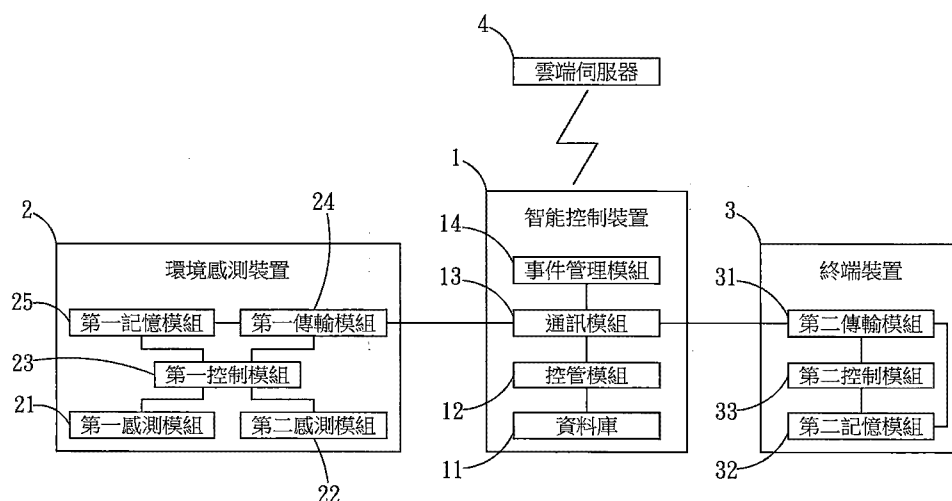 4
雲端伺服器
1
智能控制裝置
14
事件管理模組
13
通訊模組
12
控管模組
11
資料庫
2
環境感測裝置
24
25
第一記憶模組
第一傳輸模組
23
第一控制模組
21
第一感測模組
第二感測模組
22
3
終端裝置
31
第二傳輸模組
33
第二控制模組
32
第二記憶模組